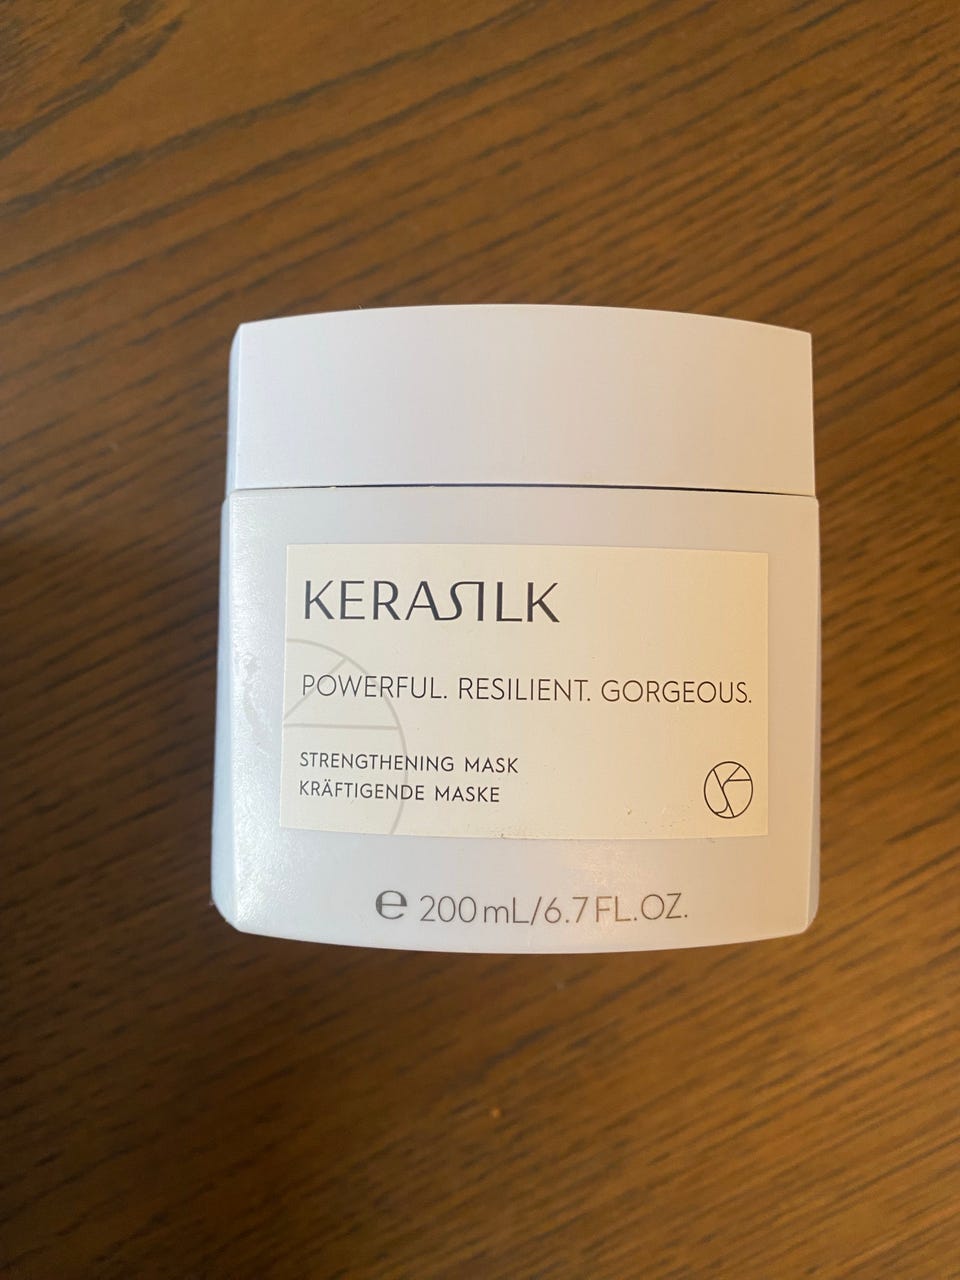 KERASILK
POWERFUL. RESILIENT. GORGEOUS.
STRENGTHENING MASK
KRÄFTIGENDE MASKE
℮ 200 mL/6.7 FL.OZ.